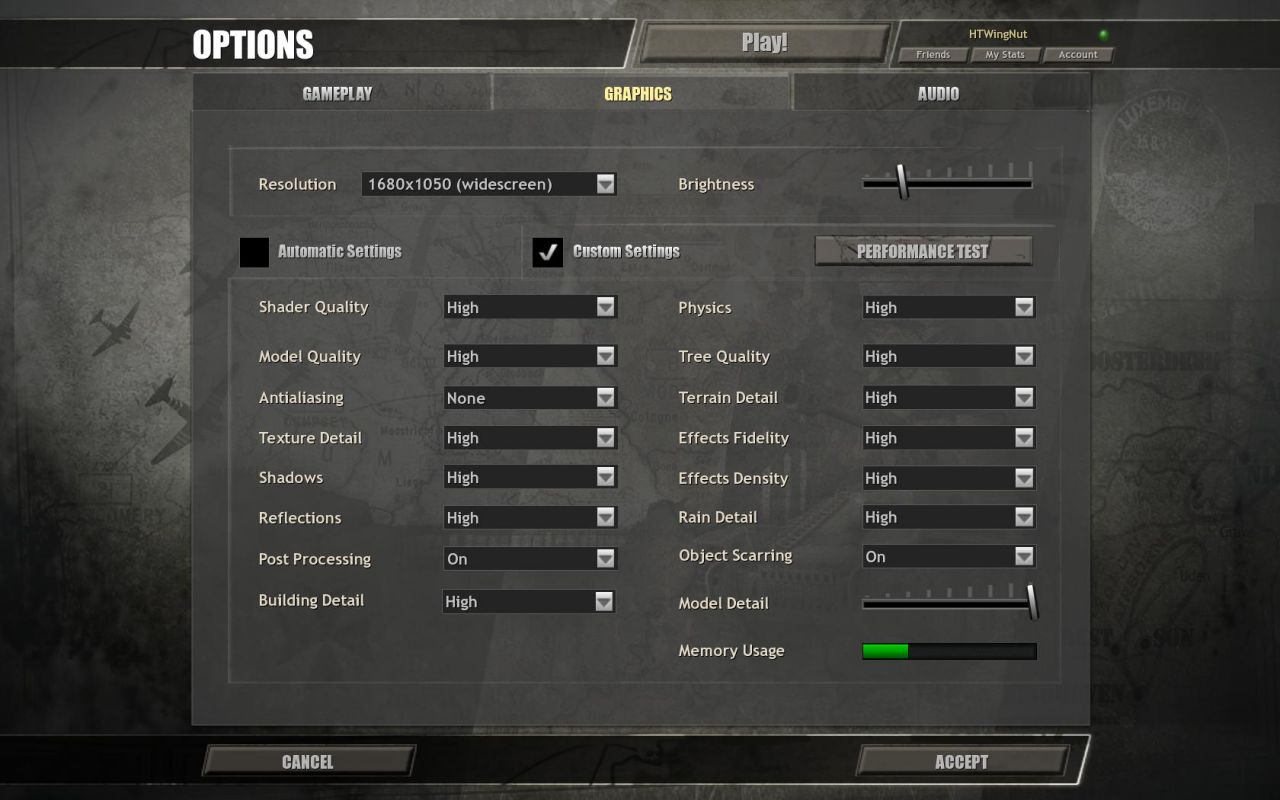 OPTIONS
Play!
HTWingNut
Friends
My Stats
Account
GAMEPLAY
GRAPHICS
AUDIO
Resolution
1680x1050 (widescreen)
Brightness
Automatic Settings
Custom Settings
PERFORMANCE TEST
Shader Quality
High
Physics
High
Model Quality
High
Tree Quality
High
Antialiasing
None
Terrain Detail
High
Texture Detail
High
Effects Fidelity
High
Shadows
High
Effects Density
High
Reflections
High
Rain Detail
High
Post Processing
On
Object Scarring
On
Building Detail
High
Model Detail
Memory Usage
CANCEL
ACCEPT